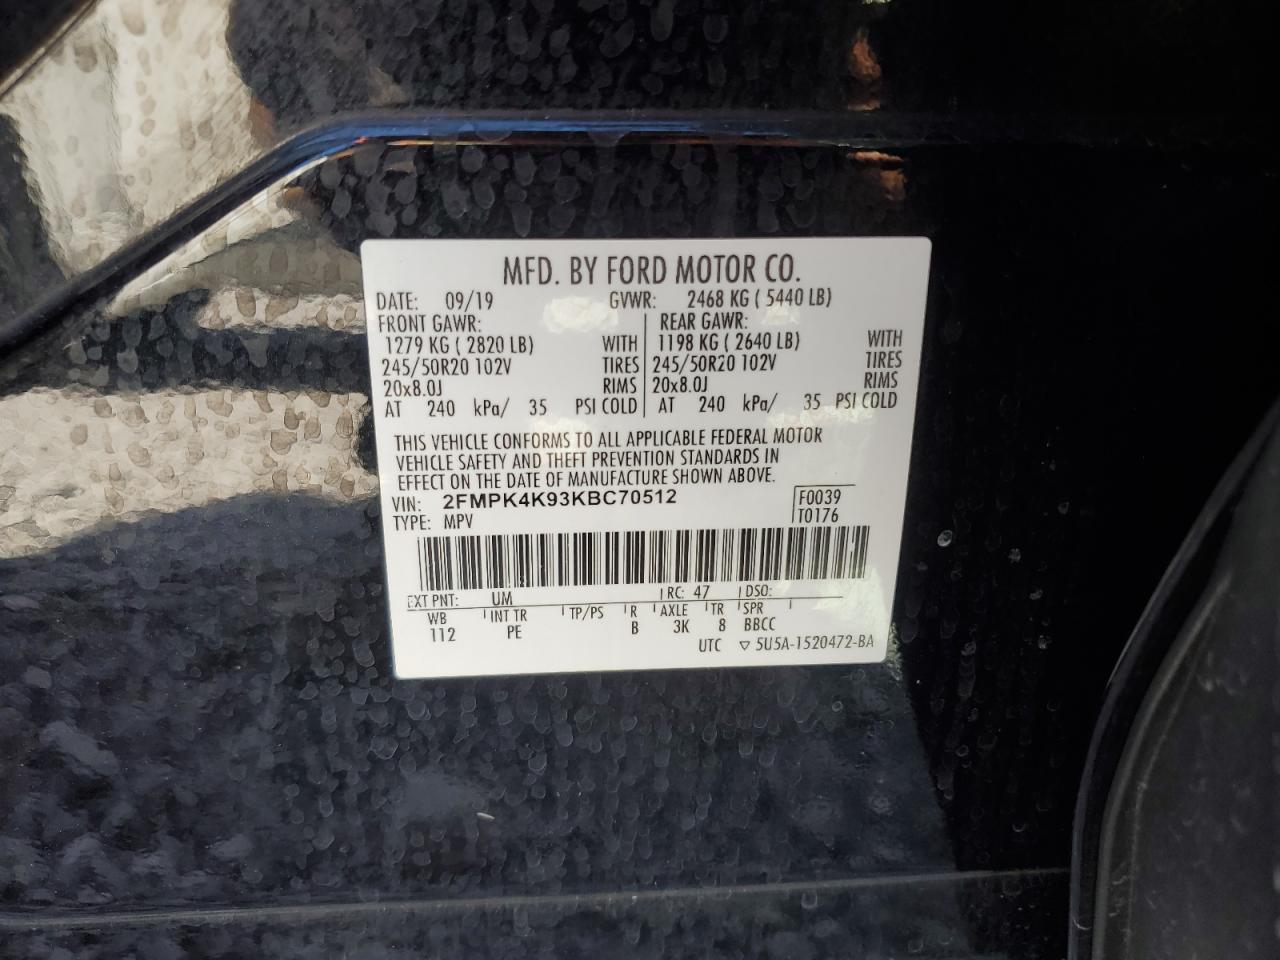 MFD. BY FORD MOTOR CO.
DATE: 09/19 GVWR: 2468 KG ( 5440 LB)
FRONT GAWR: REAR GAWR:
1279 KG ( 2820 LB) WITH 1198 KG ( 2640 LB) WITH
245/50R20 102V TIRES 245/50R20 102V TIRES
20x8.0J RIMS 20x8.0J RIMS
AT 240 kPa/ 35 PSI COLD AT 240 kPa/ 35 PSI COLD
THIS VEHICLE CONFORMS TO ALL APPLICABLE FEDERAL MOTOR
VEHICLE SAFETY AND THEFT PREVENTION STANDARDS IN
EFFECT ON THE DATE OF MANUFACTURE SHOWN ABOVE.
VIN: 2FMPK4K93KBC70512 F0039
TYPE: MPV T0176
EXT PNT: UM RC: 47 DSO:
WB INT TR TP/PS R AXLE TR SPR
112 PE B 3K 8 BBCC
UTC ▽ 5U5A-1520472-BA